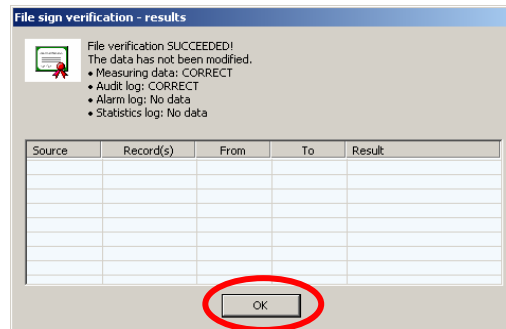 File sign verification - results
File verification SUCCEEDED!
The data has not been modified.
• Measuring data: CORRECT
• Audit log: CORRECT
• Alarm log: No data
• Statistics log: No data
Source Record(s) From To Result
OK